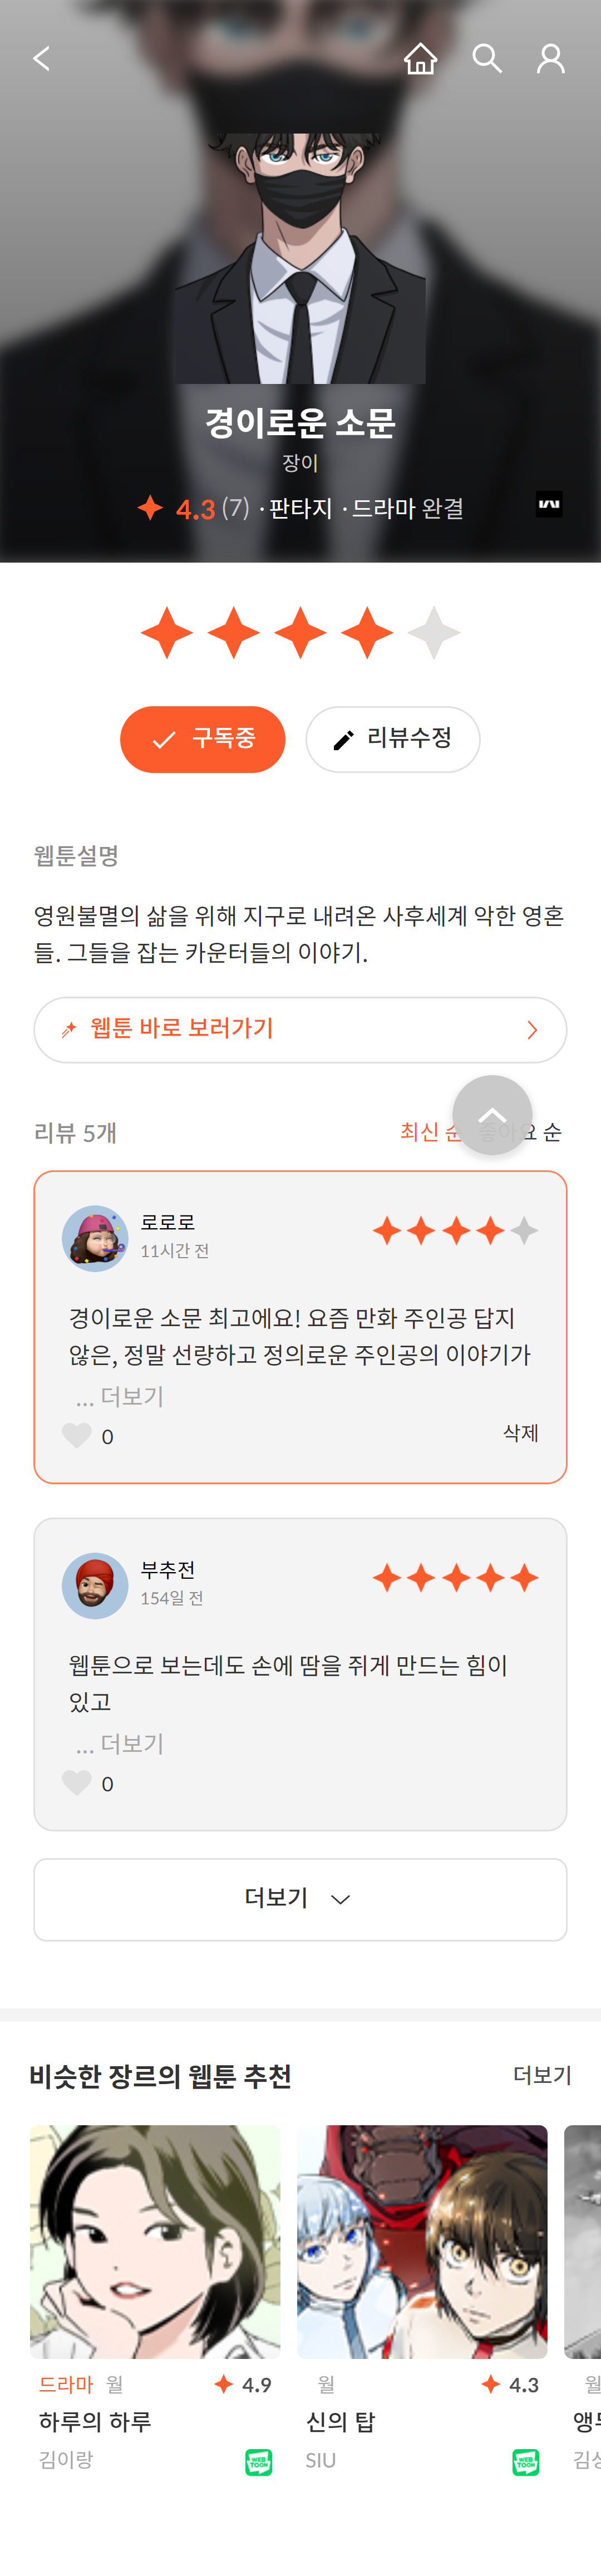 경이로운 소문
장이
4.3 (7) ·판타지 ·드라마 완결
구독중
리뷰수정
웹툰설명
영원불멸의 삶을 위해 지구로 내려온 사후세계 악한 영혼
들. 그들을 잡는 카운터들의 이야기.
웹툰 바로 보러가기
리뷰 5개
최신 순 좋아요 순
로로로
11시간 전
경이로운 소문 최고에요! 요즘 만화 주인공 답지
않은, 정말 선량하고 정의로운 주인공의 이야기가
... 더보기
0
삭제
부추전
154일 전
웹툰으로 보는데도 손에 땀을 쥐게 만드는 힘이
있고
... 더보기
0
더보기
비슷한 장르의 웹툰 추천
더보기
드라마 월 4.9
하루의 하루
김이랑
WEBTOON
월 4.3
신의 탑
SIU
WEBTOON
월